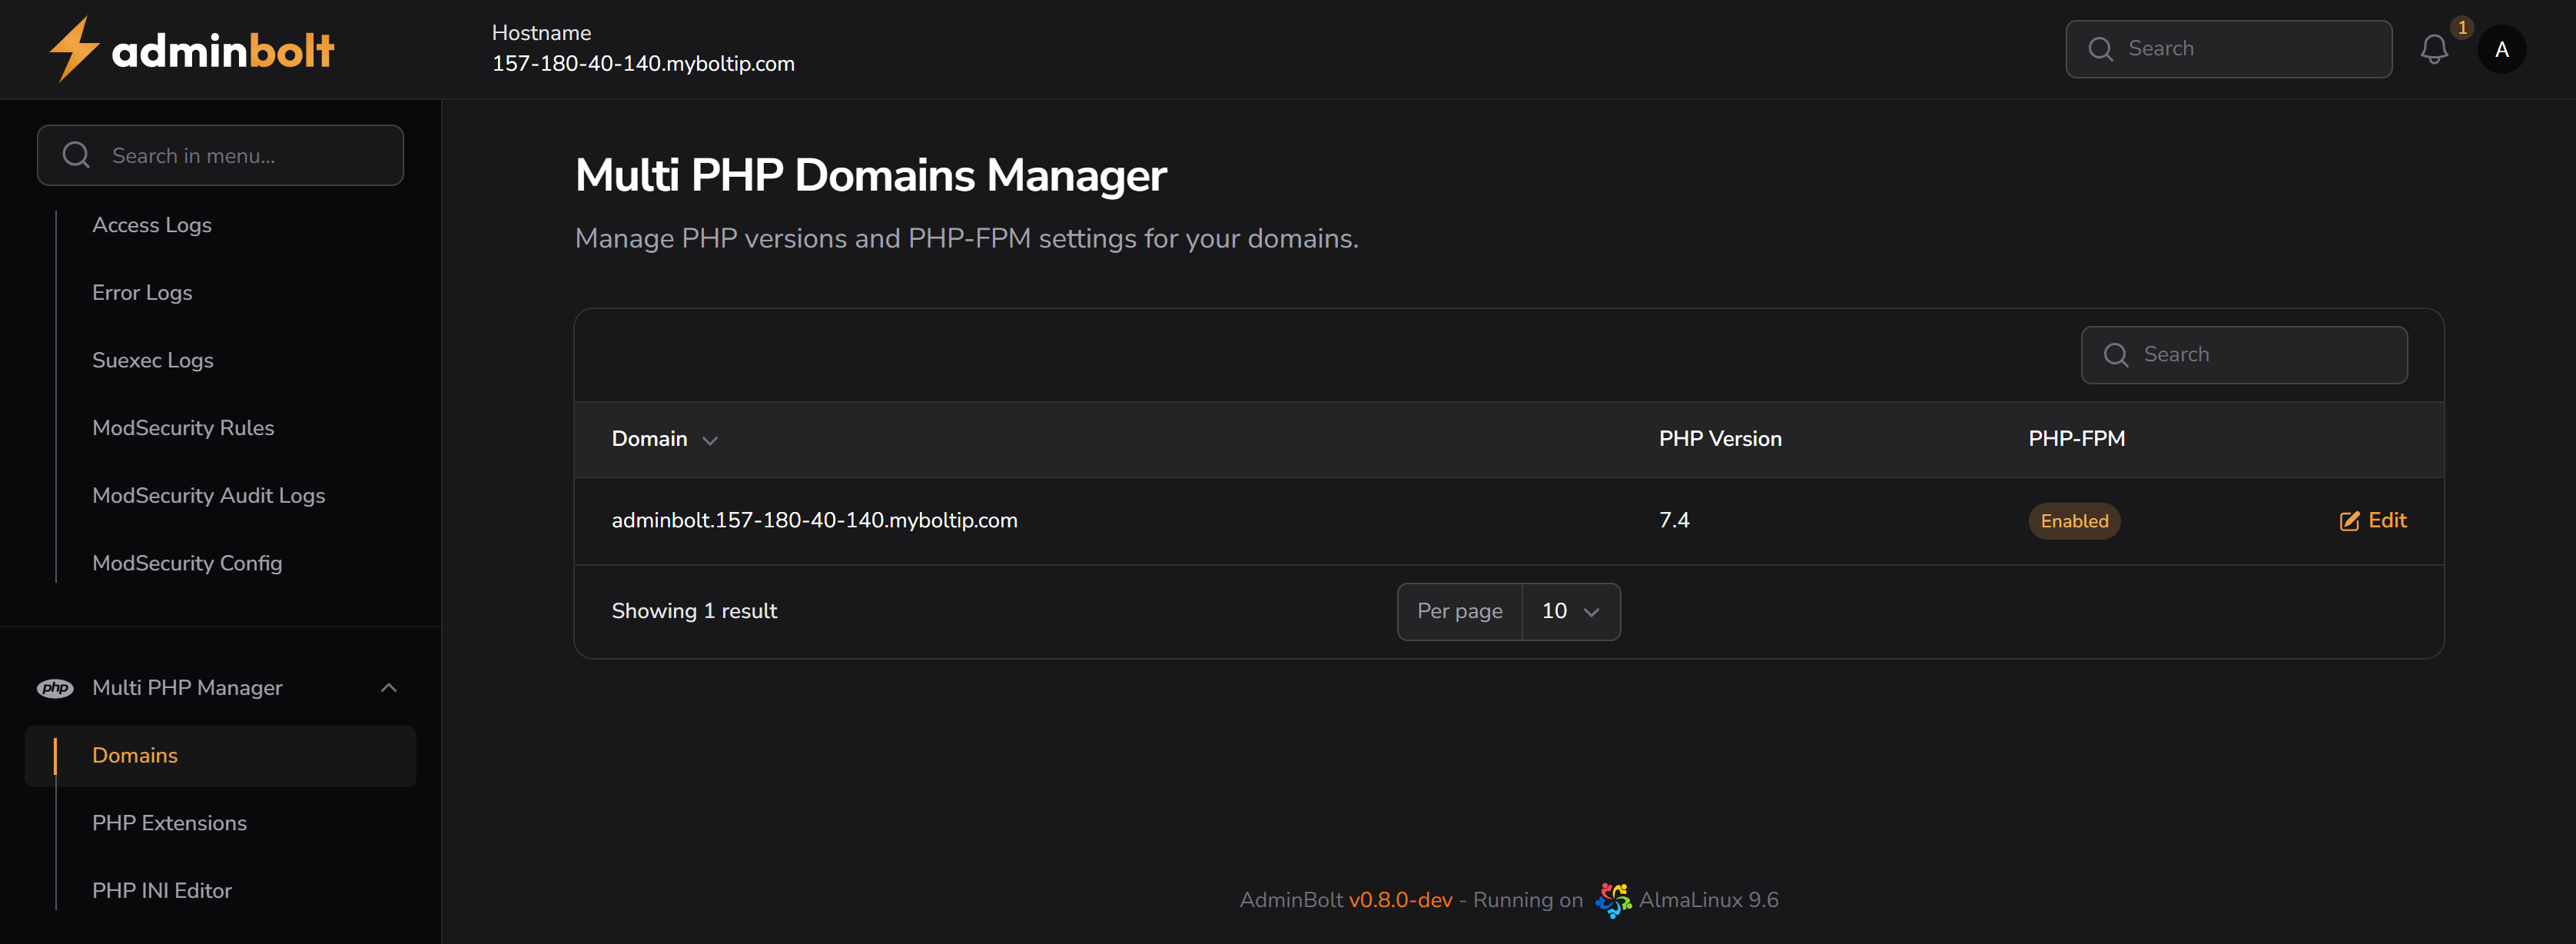 adminbolt
Hostname
157-180-40-140.myboltip.com
Search
1
A
Search in menu...
Access Logs
Error Logs
Suexec Logs
ModSecurity Rules
ModSecurity Audit Logs
ModSecurity Config
php Multi PHP Manager
Domains
PHP Extensions
PHP INI Editor
Multi PHP Domains Manager
Manage PHP versions and PHP-FPM settings for your domains.
Search
Domain PHP Version PHP-FPM
adminbolt.157-180-40-140.myboltip.com 7.4 Enabled Edit
Showing 1 result Per page 10
AdminBolt v0.8.0-dev - Running on AlmaLinux 9.6